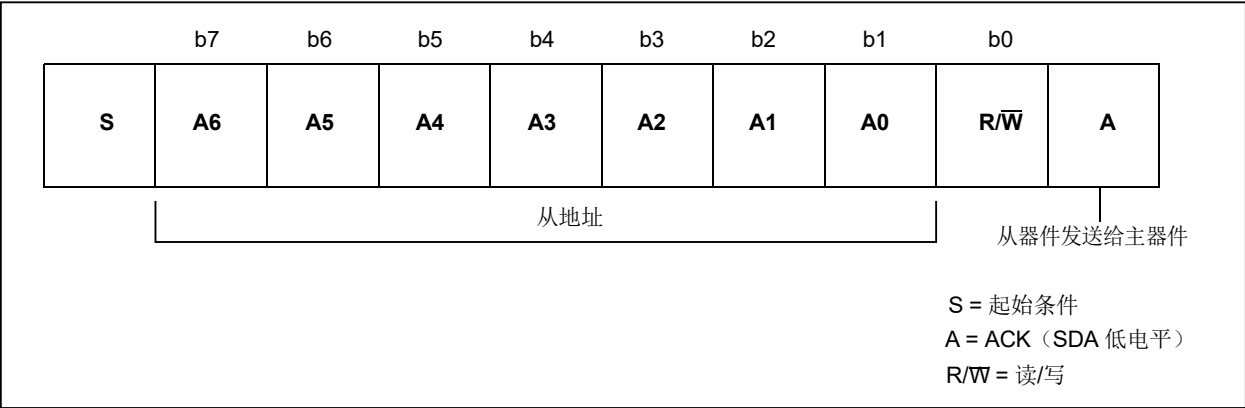 b7 b6 b5 b4 b3 b2 b1 b0
S A6 A5 A4 A3 A2 A1 A0 R/W̅ A
从地址
从器件发送给主器件
S = 起始条件
A = ACK（SDA 低电平）
R/W̅ = 读/写